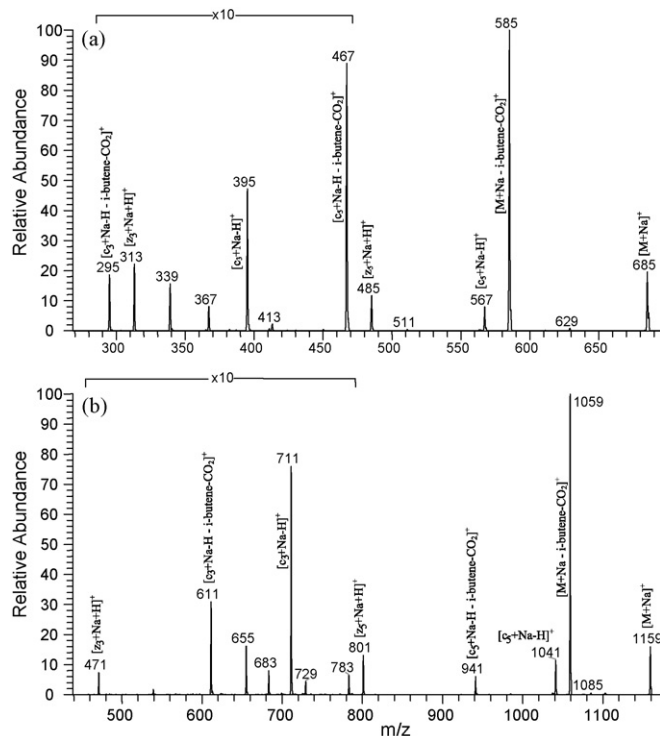 x10
(a)
Relative Abundance
100
90
80
70
60
50
40
30
20
10
0
[c₃+Na-H - i-butene-CO₂]⁺
295
[z₃+Na+H]⁺
313
339
367
[c₃+Na-H]⁺
395
413
467
[c₅+Na-H - i-butene-CO₂]⁺
[z₅+Na+H]⁺
485
511
[c₅+Na-H]⁺
567
585
[M+Na - i-butene-CO₂]⁺
629
[M+Na]⁺
685
300 350 400 450 500 550 600 650
x10
(b)
Relative Abundance
100
90
80
70
60
50
40
30
20
10
0
[z₃+Na+H]⁺
471
[c₃+Na-H - i-butene-CO₂]⁺
611
655
683
711
[c₃+Na-H]⁺
729
783
[z₅+Na+H]⁺
801
[c₅+Na-H - i-butene-CO₂]⁺
941
[c₅+Na-H]⁺
1041
1059
[M+Na - i-butene-CO₂]⁺
1085
[M+Na]⁺
1159
500 600 700 800 900 1000 1100
m/z